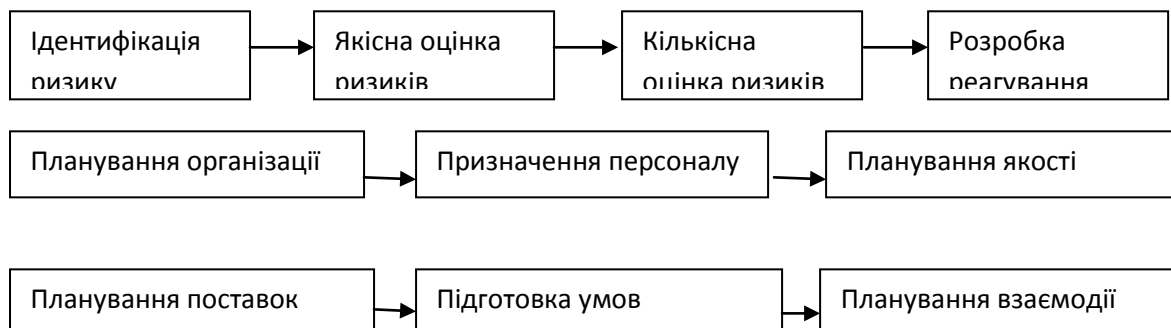 Ідентифікація
ризику
Якісна оцінка
ризиків
Кількісна
оцінка ризиків
Розробка
реагування
Планування організації
Призначення персоналу
Планування якості
Планування поставок
Підготовка умов
Планування взаємодії